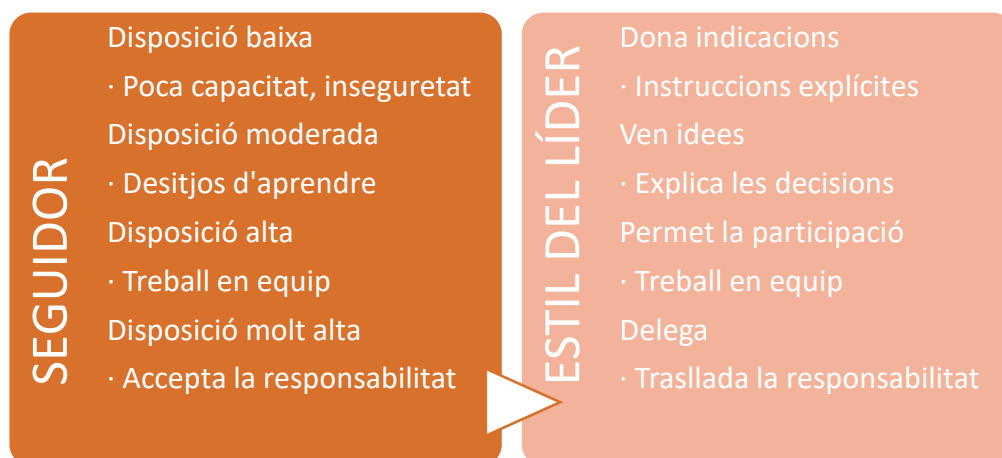 SEGUIDOR
Disposició baixa
· Poca capacitat, inseguretat
Disposició moderada
· Desitjos d'aprendre
Disposició alta
· Treball en equip
Disposició molt alta
· Accepta la responsabilitat
ESTIL DEL LÍDER
Dona indicacions
· Instruccions explícites
Ven idees
· Explica les decisions
Permet la participació
· Treball en equip
Delega
· Trasllada la responsabilitat